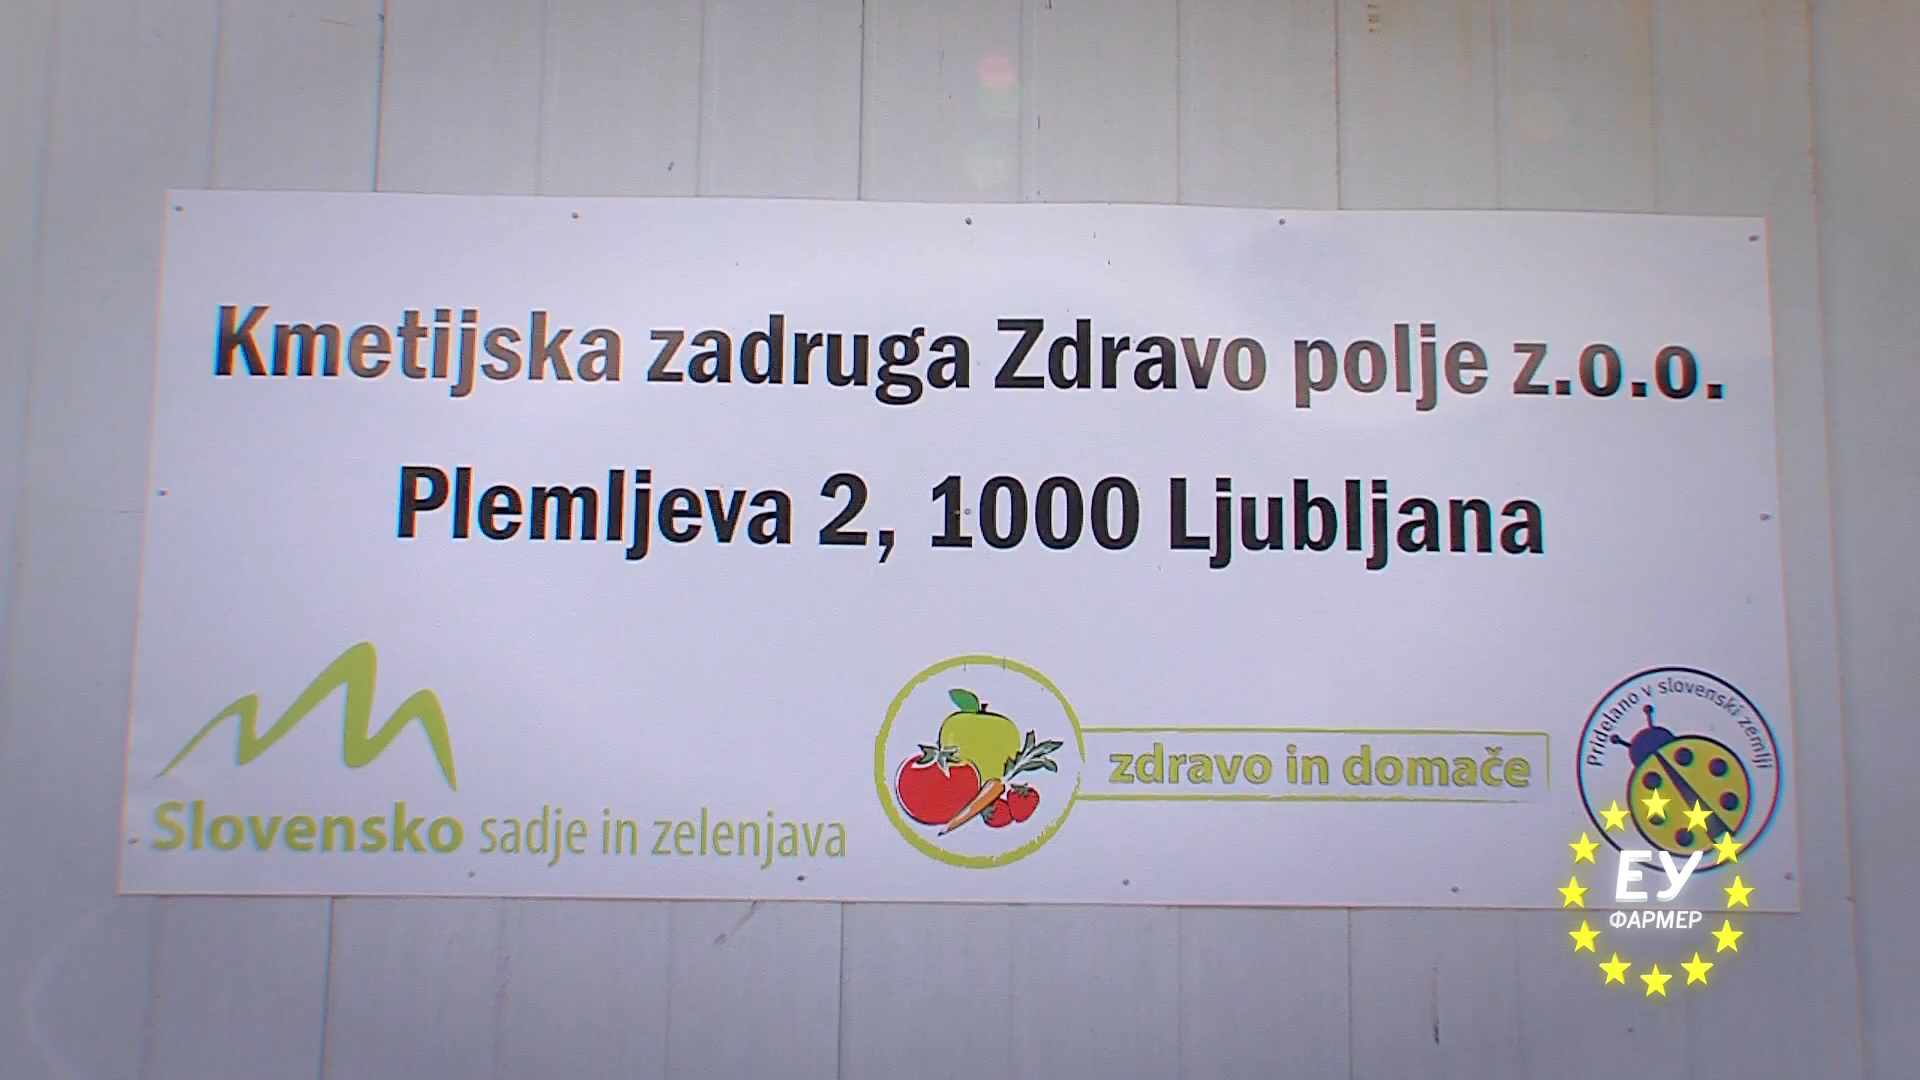 Kmetijska zadruga Zdravo polje z.o.o.
Plemljeva 2, 1000 Ljubljana
Slovensko sadje in zelenjava
zdravo in domače
Pridelano v slovenski zemlji
ЕУ
ФАРМЕР